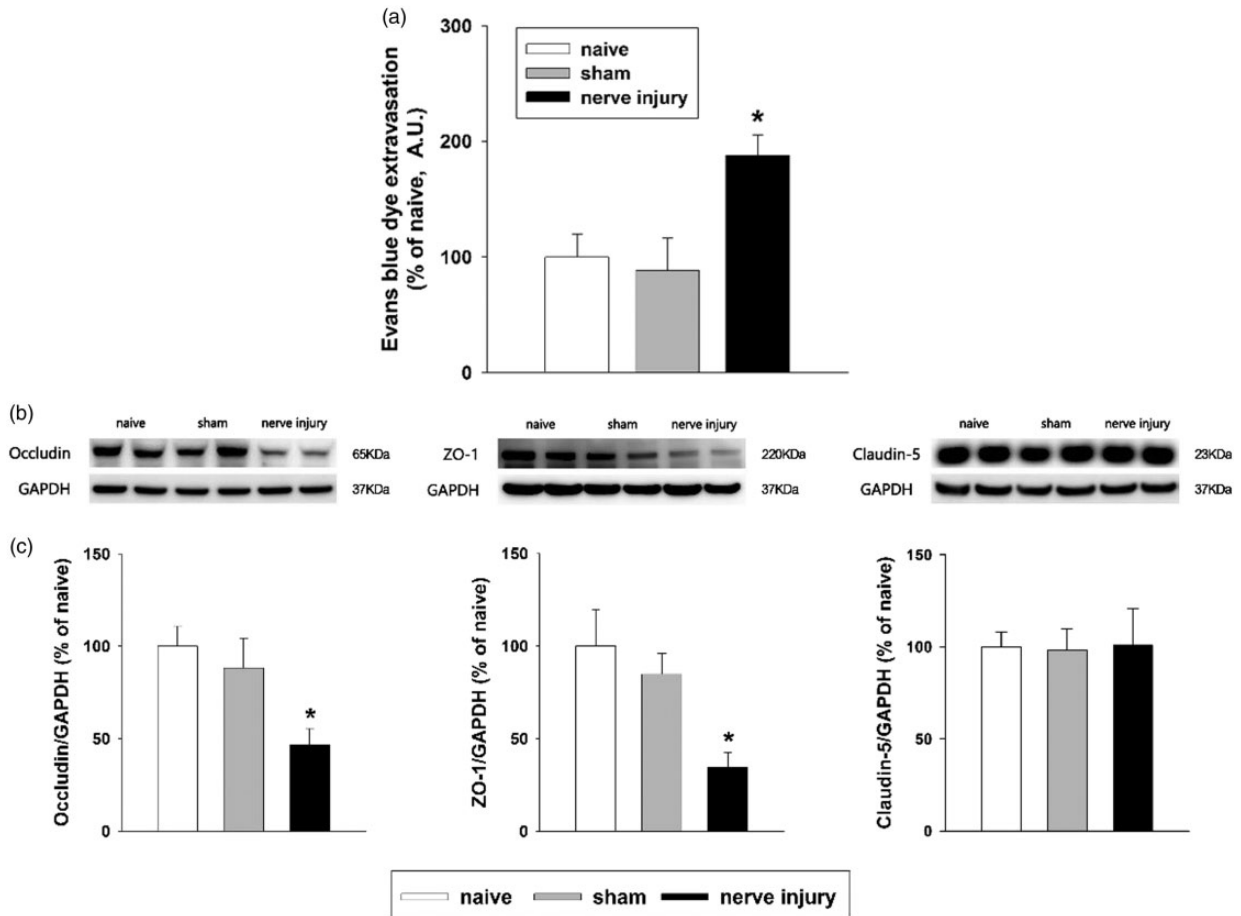 (a)
300
200
100
0
Evans blue dye extravasation
(% of naive, A.U.)
naive
sham
nerve injury
*
(b)
naive sham nerve injury
Occludin 65KDa
GAPDH 37KDa
naive sham nerve injury
ZO-1 220KDa
GAPDH 37KDa
naive sham nerve injury
Claudin-5 23KDa
GAPDH 37KDa
(c)
150
100
50
0
Occludin/GAPDH (% of naive)
*
150
100
50
0
ZO-1/GAPDH (% of naive)
*
150
100
50
0
Claudin-5/GAPDH (% of naive)
naive sham nerve injury